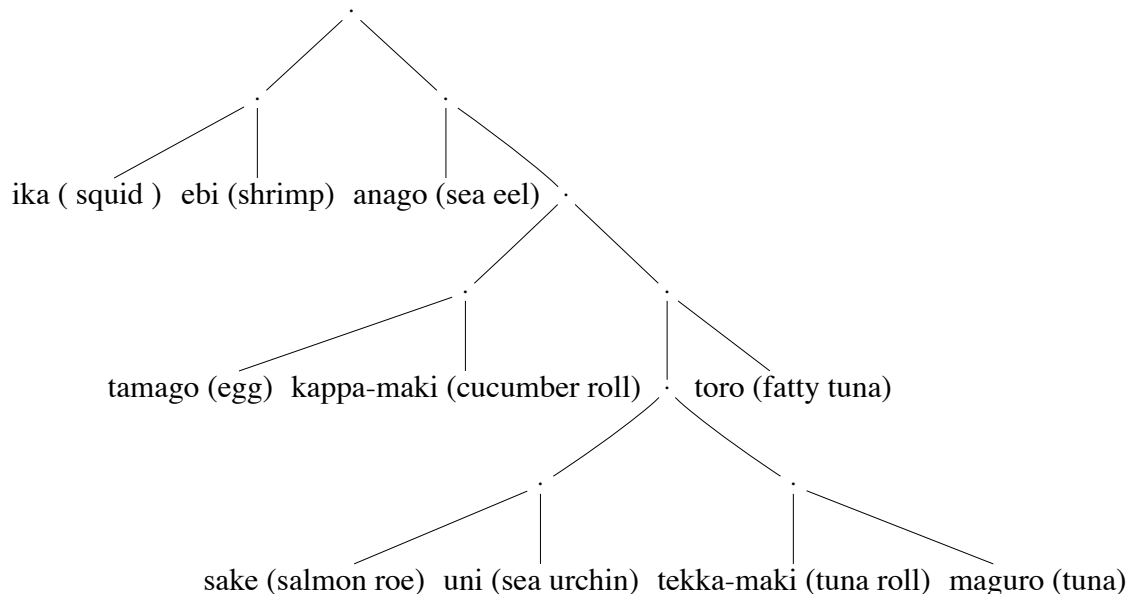 ika ( squid ) ebi (shrimp) anago (sea eel)
tamago (egg) kappa-maki (cucumber roll) toro (fatty tuna)
sake (salmon roe) uni (sea urchin) tekka-maki (tuna roll) maguro (tuna)